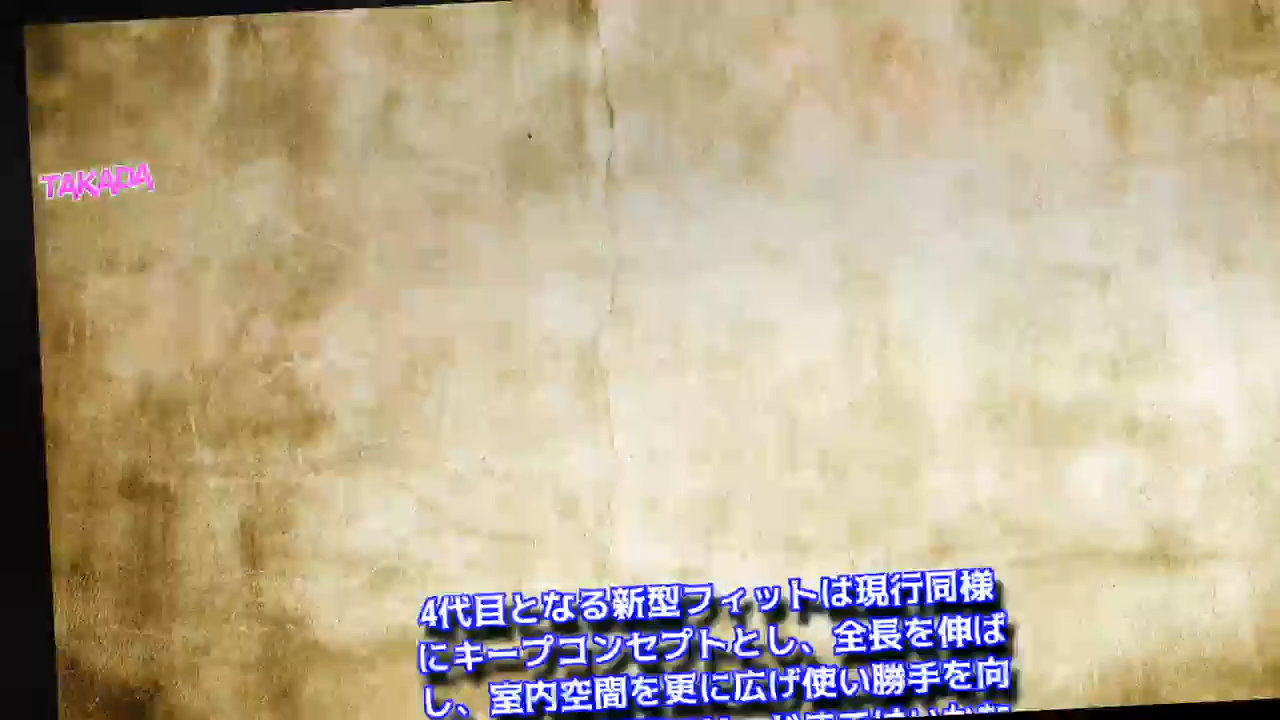 TAKADA
4代目となる新型フィットは現行同様
にキープコンセプトとし、全長を伸ば
し、室内空間を更に広げ使い勝手を向